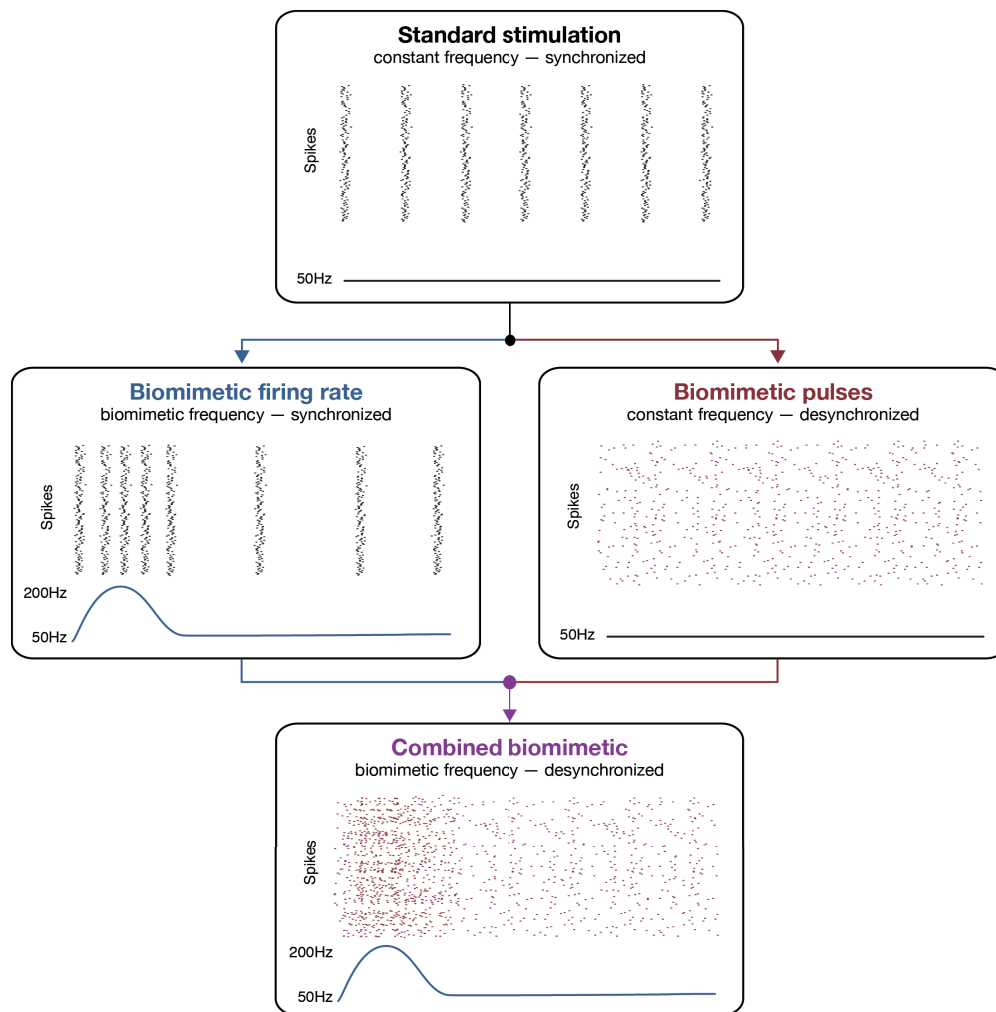 Standard stimulation
constant frequency — synchronized
Spikes
50Hz
Biomimetic firing rate
biomimetic frequency — synchronized
Spikes
200Hz
50Hz
Biomimetic pulses
constant frequency — desynchronized
Spikes
50Hz
Combined biomimetic
biomimetic frequency — desynchronized
Spikes
200Hz
50Hz